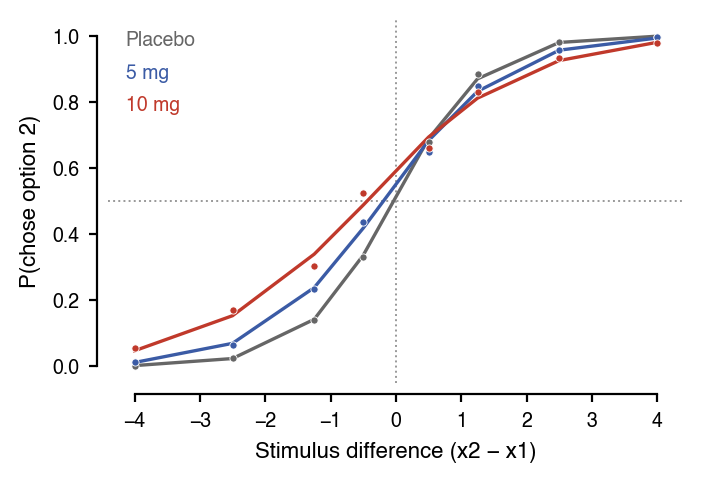 1.0
0.8
0.6
0.4
0.2
0.0
P(chose option 2)
Placebo
5 mg
10 mg
−4 −3 −2 −1 0 1 2 3 4
Stimulus difference (x2 − x1)